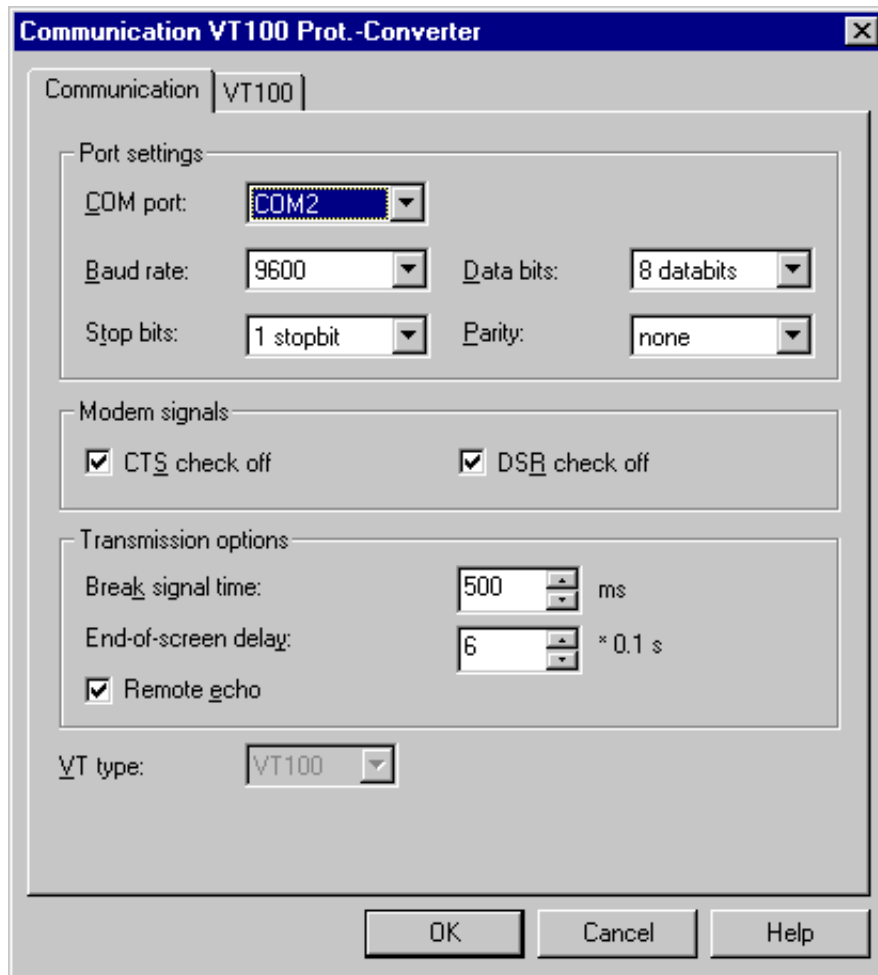 Communication VT100 Prot.-Converter
Communication VT100
Port settings
COM port: COM2
Baud rate: 9600 Data bits: 8 databits
Stop bits: 1 stopbit Parity: none
Modem signals
CTS check off DSR check off
Transmission options
Break signal time: 500 ms
End-of-screen delay: 6 * 0.1 s
Remote echo
VT type: VT100
OK Cancel Help